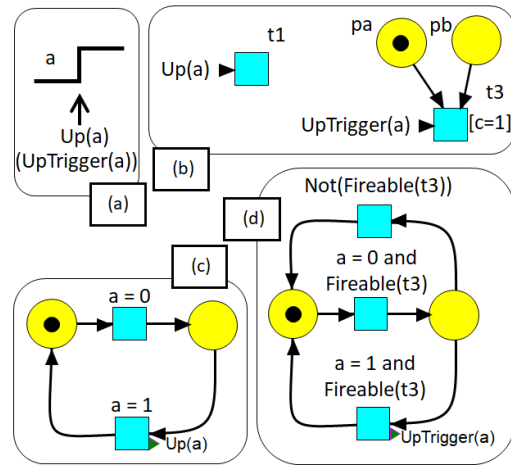 a
Up(a)
(UpTrigger(a))
(a)
t1
Up(a)
pa
pb
t3
UpTrigger(a)
[c=1]
(b)
(c)
a = 0
a = 1
Up(a)
(d)
Not(Fireable(t3))
a = 0 and
Fireable(t3)
a = 1 and
Fireable(t3)
UpTrigger(a)